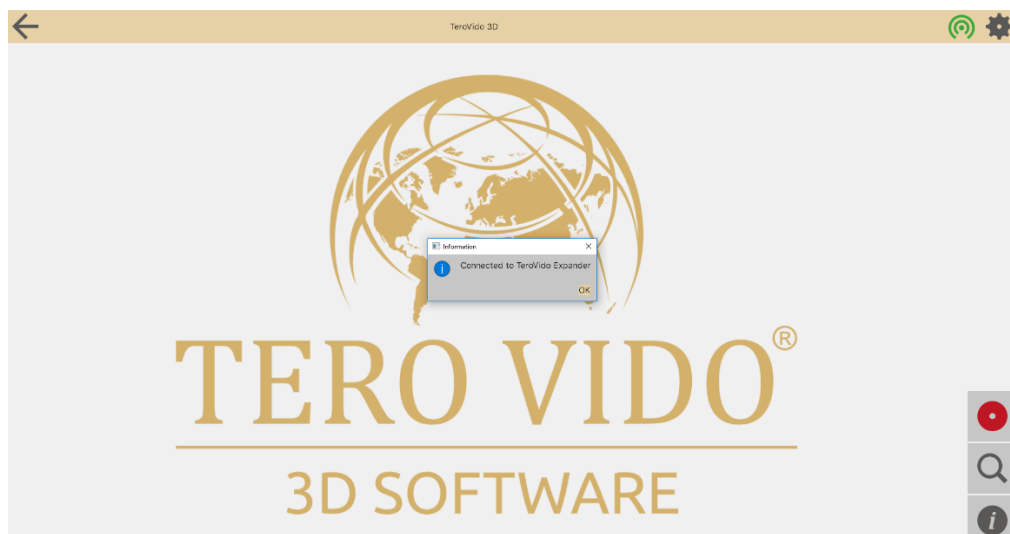 TeroVido 3D
Information
Connected to TeroVido Expander
OK
TERO VIDO®
3D SOFTWARE